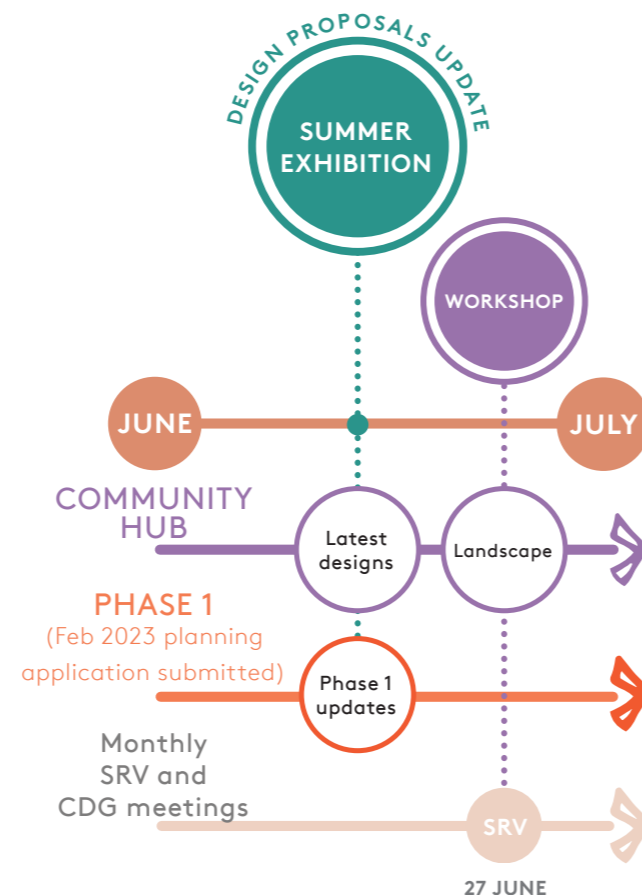 DESIGN PROPOSALS UPDATE
SUMMER
EXHIBITION
WORKSHOP
JUNE
JULY
COMMUNITY
HUB
Latest
designs
Landscape
PHASE 1
(Feb 2023 planning
application submitted)
Phase 1
updates
Monthly
SRV and
CDG meetings
SRV
27 JUNE